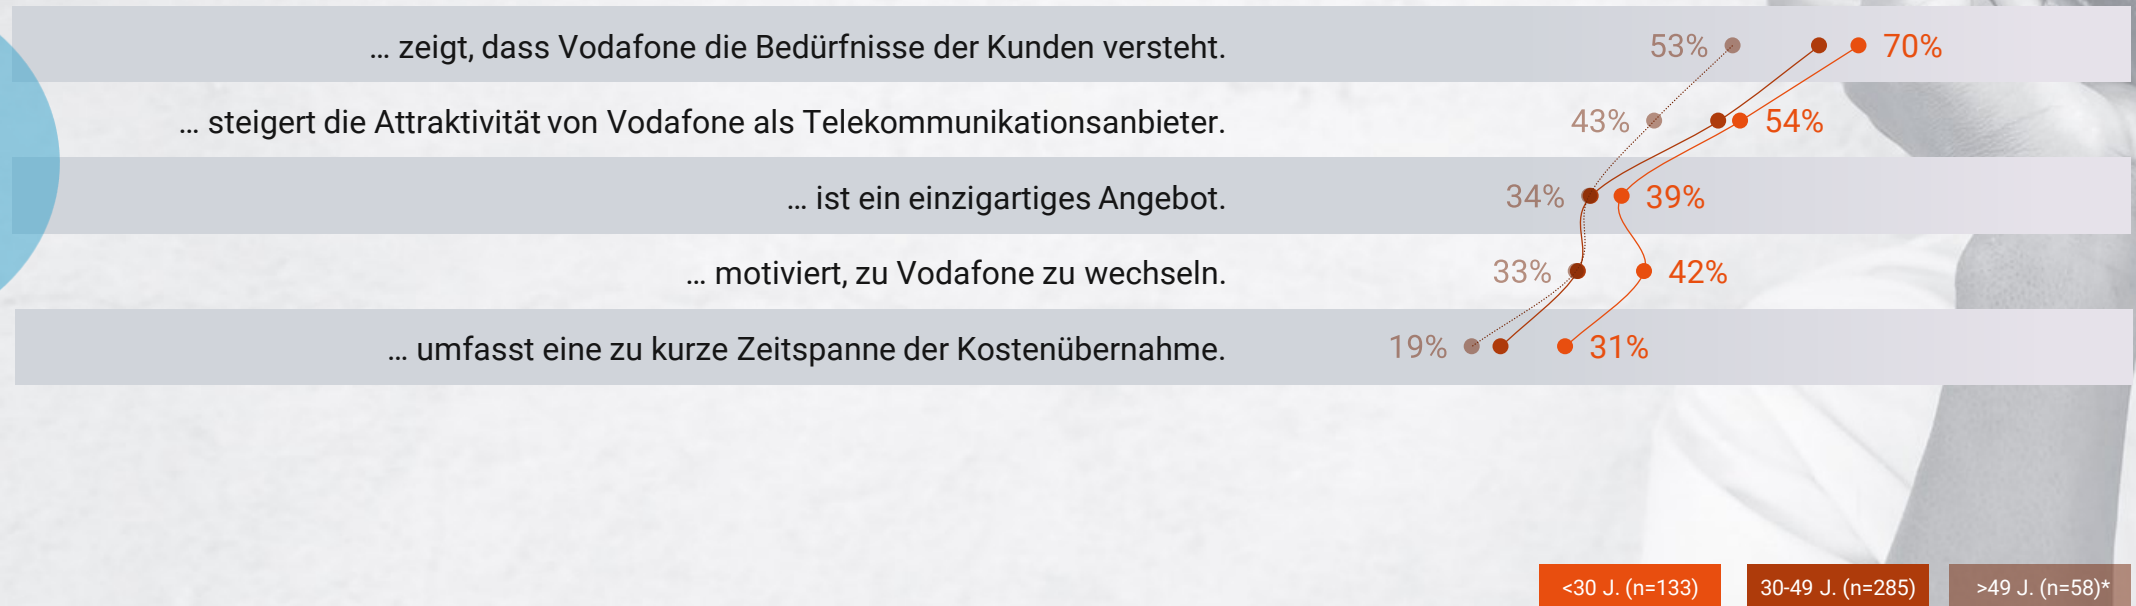 ... zeigt, dass Vodafone die Bedürfnisse der Kunden versteht. 53% 70%
... steigert die Attraktivität von Vodafone als Telekommunikationsanbieter. 43% 54%
... ist ein einzigartiges Angebot. 34% 39%
... motiviert, zu Vodafone zu wechseln. 33% 42%
... umfasst eine zu kurze Zeitspanne der Kostenübernahme. 19% 31%
<30 J. (n=133) 30-49 J. (n=285) >49 J. (n=58)*